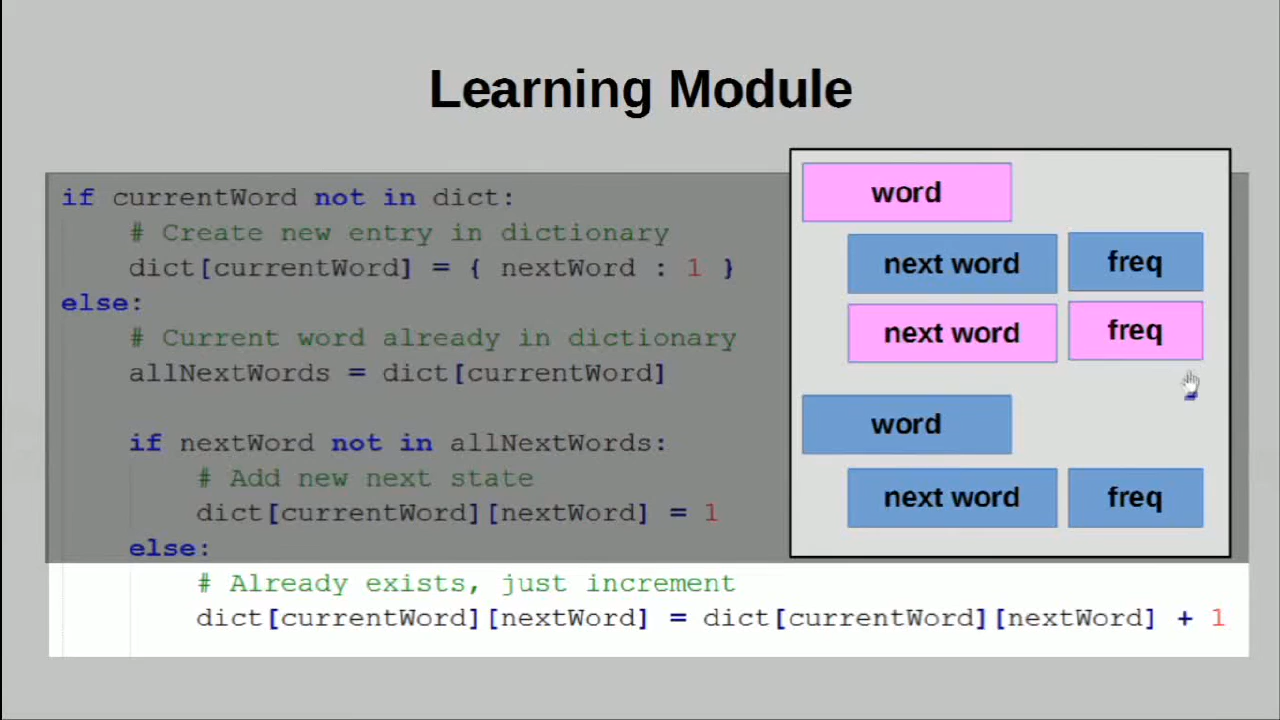 Learning Module
if currentWord not in dict:
# Create new entry in dictionary
dict[currentWord] = { nextWord : 1 }
else:
# Current word already in dictionary
allNextWords = dict[currentWord]
if nextWord not in allNextWords:
# Add new next state
dict[currentWord][nextWord] = 1
else:
# Already exists, just increment
dict[currentWord][nextWord] = dict[currentWord][nextWord] + 1
word
next word freq
next word freq
word
next word freq